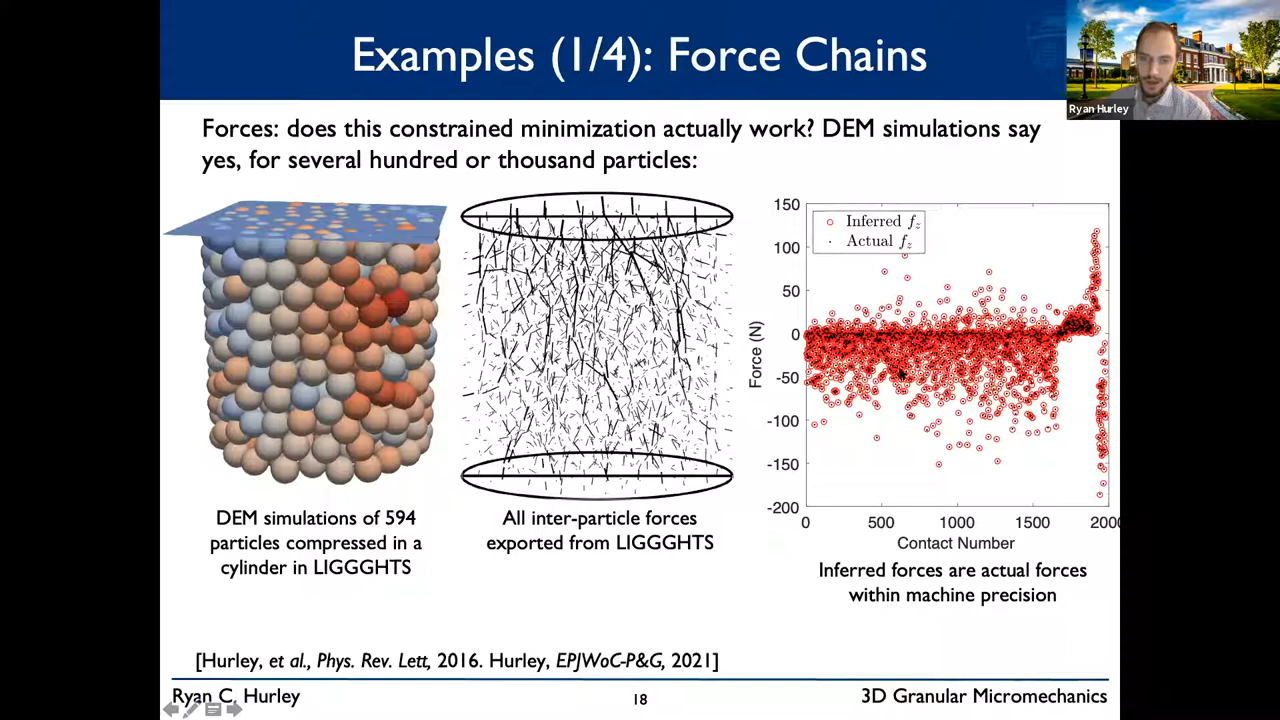 Examples (1/4): Force Chains
Ryan Hurley
Forces: does this constrained minimization actually work? DEM simulations say
yes, for several hundred or thousand particles:
150
100
50
0
-50
-100
-150
-200
Force (N)
Inferred fz
Actual fz
0
500
1000
1500
2000
Contact Number
DEM simulations of 594
particles compressed in a
cylinder in LIGGGHTS
All inter-particle forces
exported from LIGGGHTS
Inferred forces are actual forces
within machine precision
[Hurley, et al., Phys. Rev. Lett, 2016. Hurley, EPJWoC-P&G, 2021]
Ryan C. Hurley
18
3D Granular Micromechanics